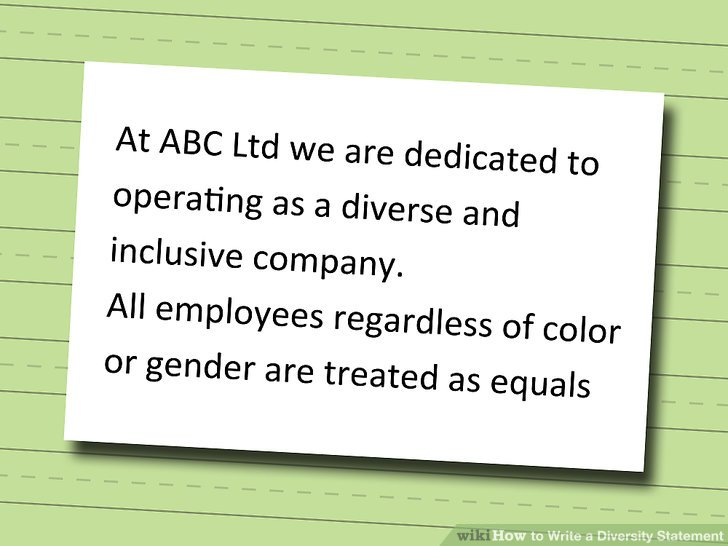 At ABC Ltd we are dedicated to
operating as a diverse and
inclusive company.
All employees regardless of color
or gender are treated as equals
wikiHow to Write a Diversity Statement